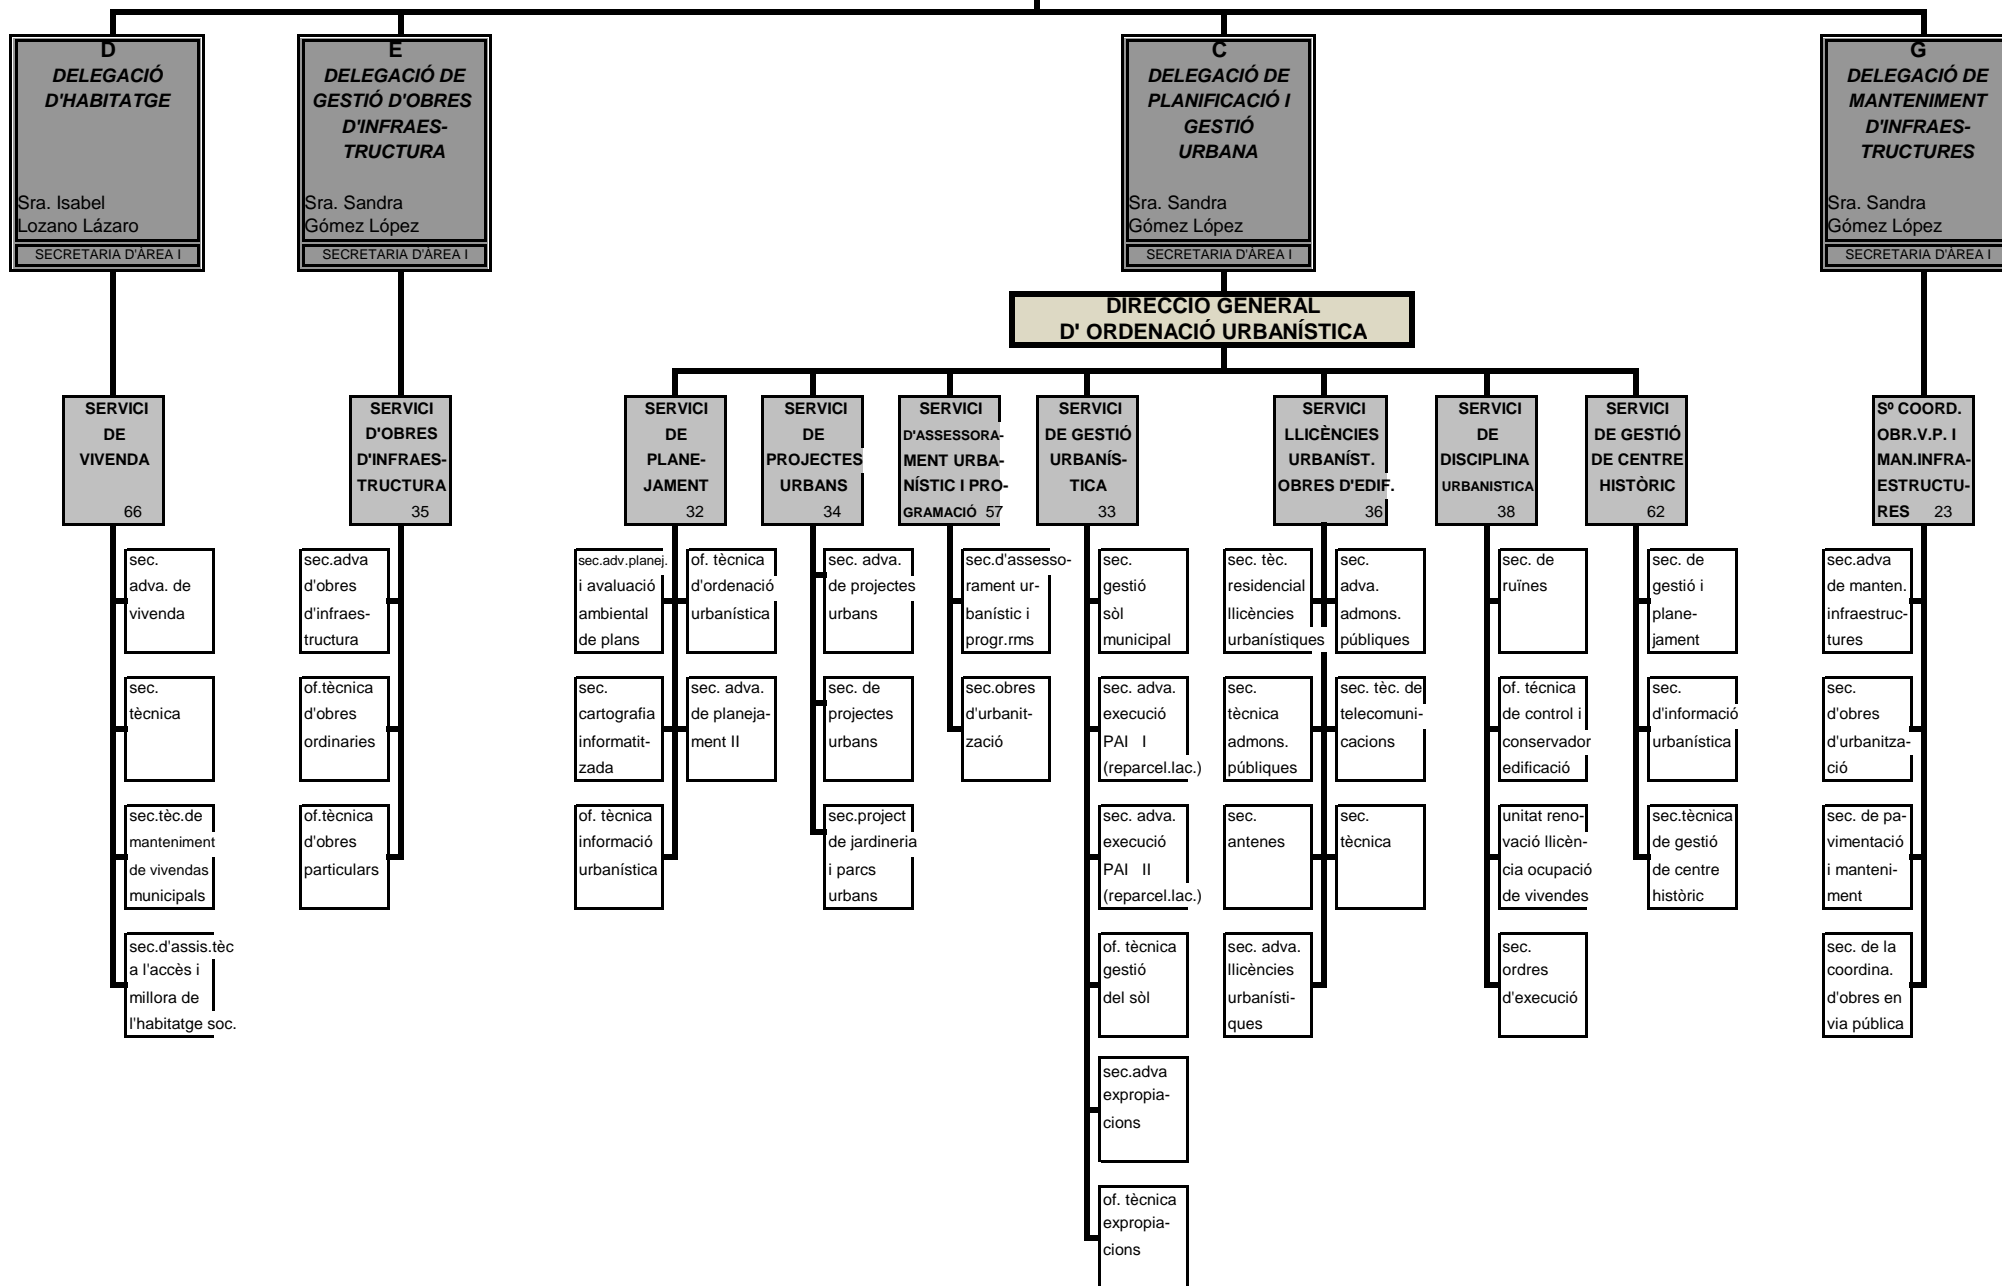 D
DELEGACIÓ
D'HABITATGE
Sra. Isabel
Lozano Lázaro
SECRETARIA D'ÀREA I
E
DELEGACIÓ DE
GESTIÓ D'OBRES
D'INFRAES-
TRUCTURA
Sra. Sandra
Gómez López
SECRETARIA D'ÀREA I
C
DELEGACIÓ DE
PLANIFICACIÓ I
GESTIÓ
URBANA
Sra. Sandra
Gómez López
SECRETARIA D'ÀREA I
G
DELEGACIÓ DE
MANTENIMENT
D'INFRAES-
TRUCTURES
Sra. Sandra
Gómez López
SECRETARIA D'ÀREA I
DIRECCIO GENERAL
D' ORDENACIÓ URBANÍSTICA
SERVICI
DE
VIVENDA
66
SERVICI
D'OBRES
D'INFRAES-
TRUCTURA
35
SERVICI
DE
PLANE-
JAMENT
32
SERVICI
DE
PROJECTES
URBANS
34
SERVICI
D'ASSESSORA-
MENT URBA-
NÍSTIC I PRO-
GRAMACIÓ 57
SERVICI
DE GESTIÓ
URBANÍS-
TICA
33
SERVICI
LLICÈNCIES
URBANÍST.
OBRES D'EDIF.
36
SERVICI
DE
DISCIPLINA
URBANISTICA
38
SERVICI
DE GESTIÓ
DE CENTRE
HISTÒRIC
62
Sº COORD.
OBR.V.P. I
MAN.INFRA-
ESTRUCTU-
RES 23
sec.
adva. de
vivenda
sec.
tècnica
sec.tèc.de
manteniment
de vivendas
municipals
sec.d'assis.tèc
a l'accès i
millora de
l'habitatge soc.
sec.adva
d'obres
d'infraes-
tructura
of.tècnica
d'obres
ordinaries
of.tècnica
d'obres
particulars
sec.adv.planej.
i avaluació
ambiental
de plans
sec.
cartografia
informatit-
zada
of. tècnica
informació
urbanística
of. tècnica
d'ordenació
urbanística
sec. adva.
de planeja-
ment II
sec. adva.
de projectes
urbans
sec. de
projectes
urbans
sec.project
de jardineria
i parcs
urbans
sec.d'assesso-
rament ur-
banístic i
progr.rms
sec.obres
d'urbanit-
zació
sec.
gestió
sòl
municipal
sec. adva.
execució
PAI I
(reparcel.lac.)
sec. adva.
execució
PAI II
(reparcel.lac.)
of. tècnica
gestió
del sòl
sec.adva
expropia-
cions
of. tècnica
expropia-
cions
sec. tèc.
residencial
llicències
urbanístiques
sec.
tècnica
admons.
públiques
sec.
antenes
sec. adva.
llicències
urbanísti-
ques
sec.
adva.
admons.
públiques
sec. tèc. de
telecomuni-
cacions
sec.
tècnica
sec. de
ruïnes
of. técnica
de control i
conservador
edificació
unitat reno-
vació llicèn-
cia ocupació
de vivendes
sec.
ordres
d'execució
sec. de
gestió i
plane-
jament
sec.
d'informació
urbanística
sec.tècnica
de gestió
de centre
històric
sec.adva
de manten.
infraestruc-
tures
sec.
d'obres
d'urbanitza-
ció
sec. de pa-
vimentació
i manteni-
ment
sec. de la
coordina.
d'obres en
via pública